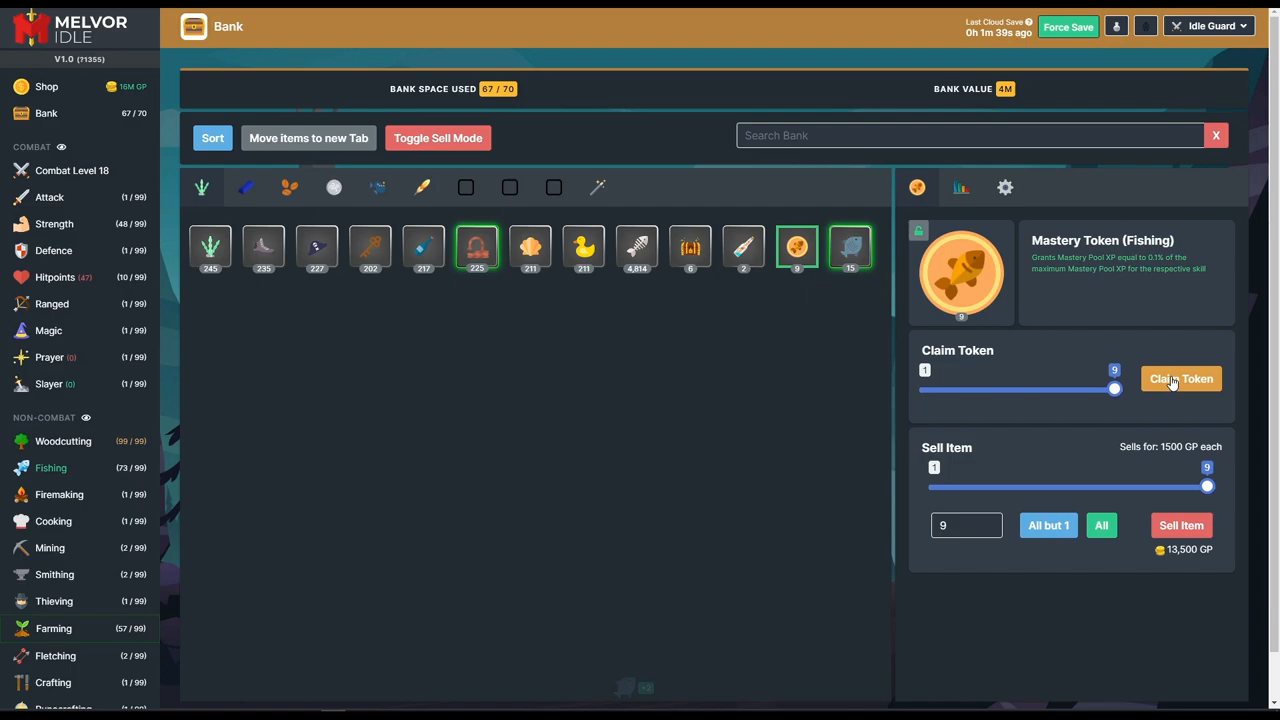 MELVOR
IDLE
V1.0 (?1355)
Shop
16M GP
Bank
67 / 70
COMBAT
Combat Level 18
Attack
(1 / 99)
Strength
(48 / 99)
Defence
(1 / 99)
Hitpoints (47)
(10 / 99)
Ranged
(1 / 99)
Magic
(1 / 99)
Prayer (0)
(1 / 99)
Slayer (0)
(1 / 99)
NON-COMBAT
Woodcutting
(99 / 99)
Fishing
(73 / 99)
Firemaking
(1 / 99)
Cooking
(1 / 99)
Mining
(2 / 99)
Smithing
(2 / 99)
Thieving
(1 / 99)
Farming
(57 / 99)
Fletching
(2 / 99)
Crafting
(1 / 99)
Runecrafting
Bank
Last Cloud Save
0h 1m 39s ago
Force Save
Idle Guard
BANK SPACE USED 67 / 70
BANK VALUE 4M
Sort
Move items to new Tab
Toggle Sell Mode
Search Bank
X
245
235
227
202
217
225
211
211
4,814
6
2
9
15
+2
9
Mastery Token (Fishing)
Grants Mastery Pool XP equal to 0.1% of the
maximum Mastery Pool XP for the respective skill
Claim Token
1
9
Claim Token
Sell Item
Sells for: 1500 GP each
1
9
9
All but 1
All
Sell Item
13,500 GP